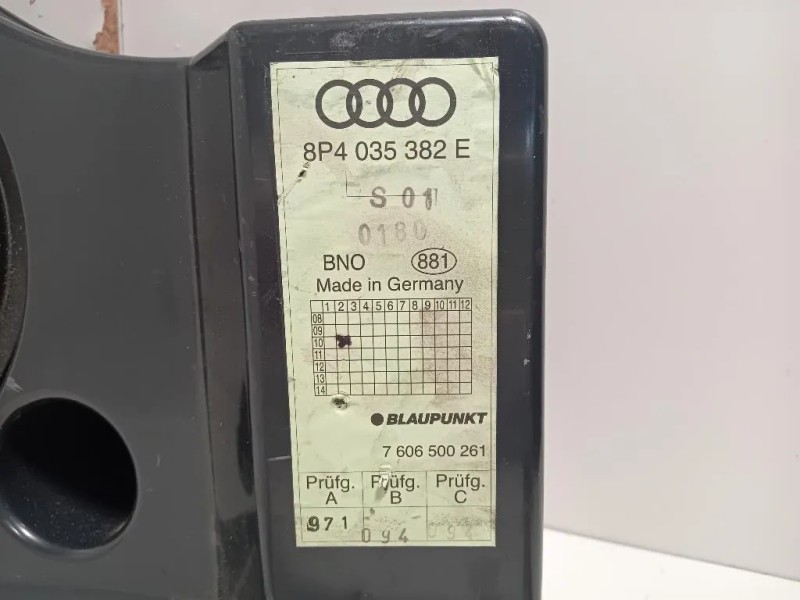 8P4 035 382 E
S 01
0180
BNO 881
Made in Germany
1 2 3 4 5 6 7 8 9 10 11 12
08
09
10
11
12
13
14
BLAUPUNKT
7 606 500 261
Prüfg. A Prüfg. B Prüfg. C
971 094